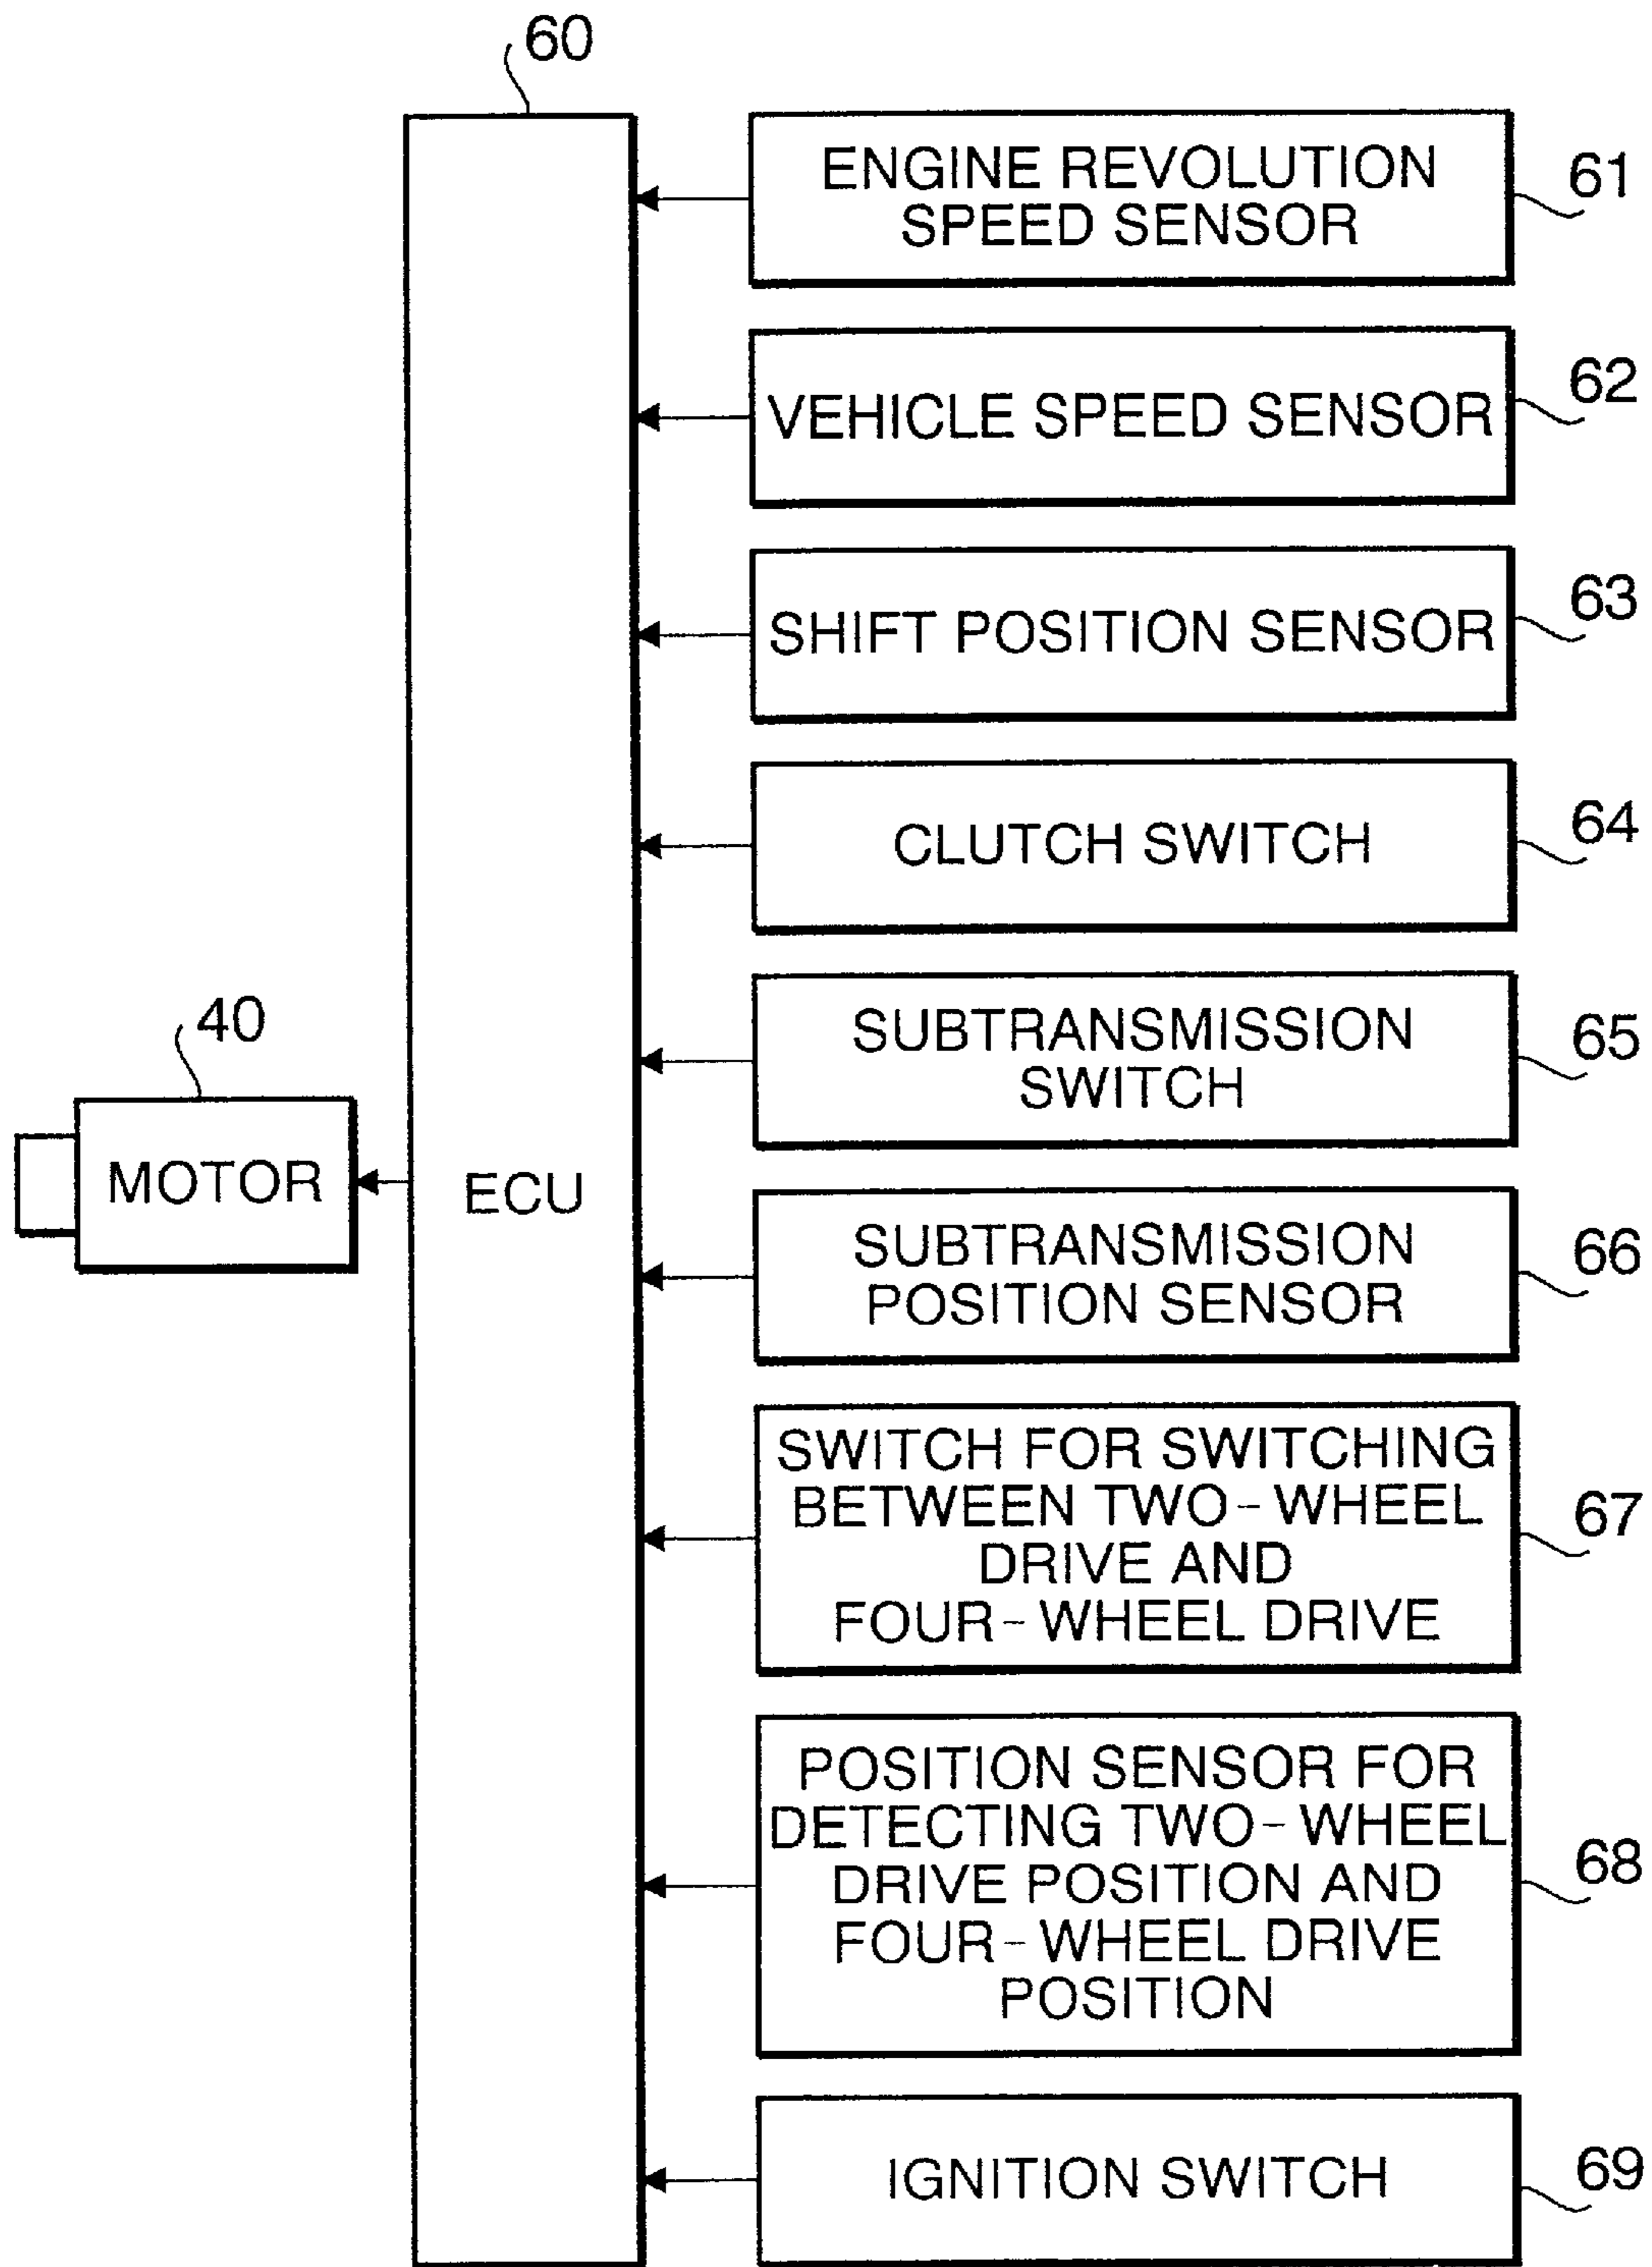 60
ENGINE REVOLUTION
SPEED SENSOR
61
VEHICLE SPEED SENSOR
62
SHIFT POSITION SENSOR
63
CLUTCH SWITCH
64
SUBTRANSMISSION
SWITCH
65
40
MOTOR
ECU
SUBTRANSMISSION
POSITION SENSOR
66
SWITCH FOR SWITCHING
BETWEEN TWO-WHEEL
DRIVE AND
FOUR-WHEEL DRIVE
67
POSITION SENSOR FOR
DETECTING TWO-WHEEL
DRIVE POSITION AND
FOUR-WHEEL DRIVE
POSITION
68
IGNITION SWITCH
69